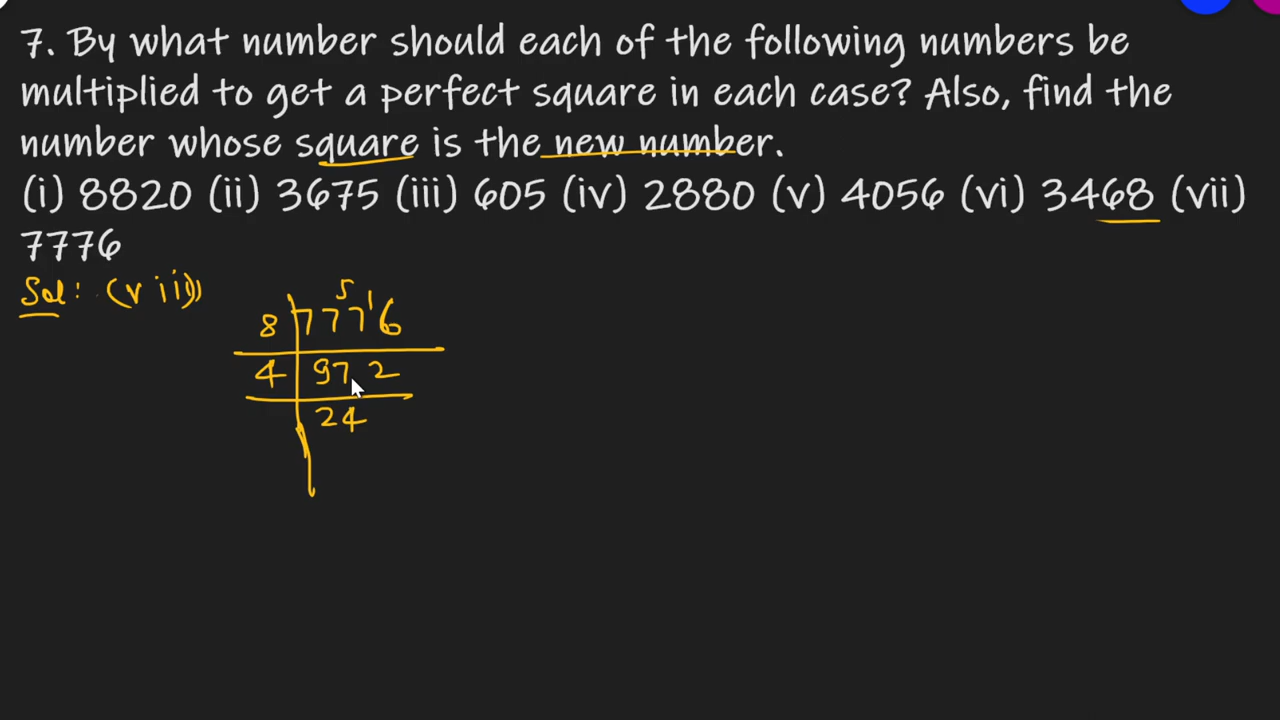 7. By what number should each of the following numbers be
multiplied to get a perfect square in each case? Also, find the
number whose square is the new number.
(i) 8820 (ii) 3675 (iii) 605 (iv) 2880 (v) 4056 (vi) 3468 (vii)
7776
Sol: (vii)
5 1
8 7776
4 972
24